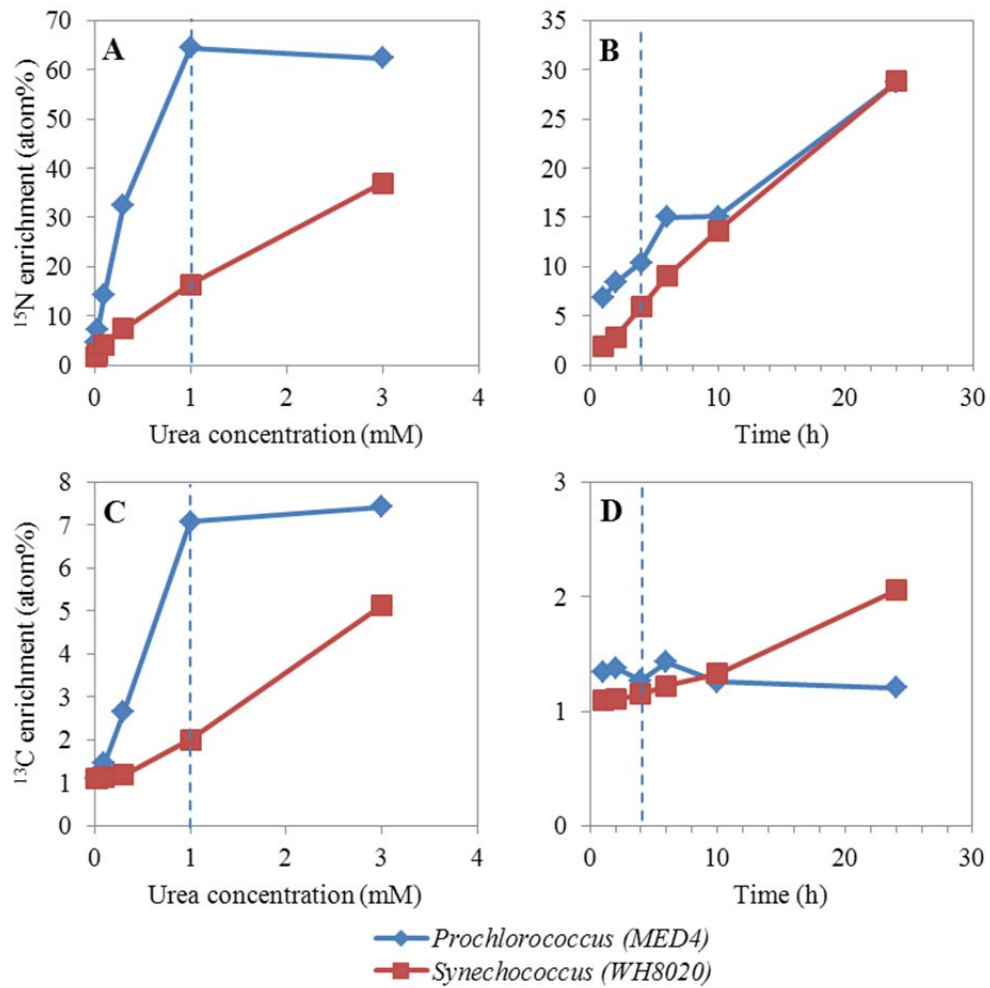 A
70
60
50
40
30
20
10
0
¹⁵N enrichment (atom%)
0 1 2 3 4
Urea concentration (mM)
B
35
30
25
20
15
10
5
0
0 10 20 30
Time (h)
C
8
7
6
5
4
3
2
1
0
¹³C enrichment (atom%)
0 1 2 3 4
Urea concentration (mM)
D
3
2
1
0
0 10 20 30
Time (h)
Prochlorococcus (MED4)
Synechococcus (WH8020)